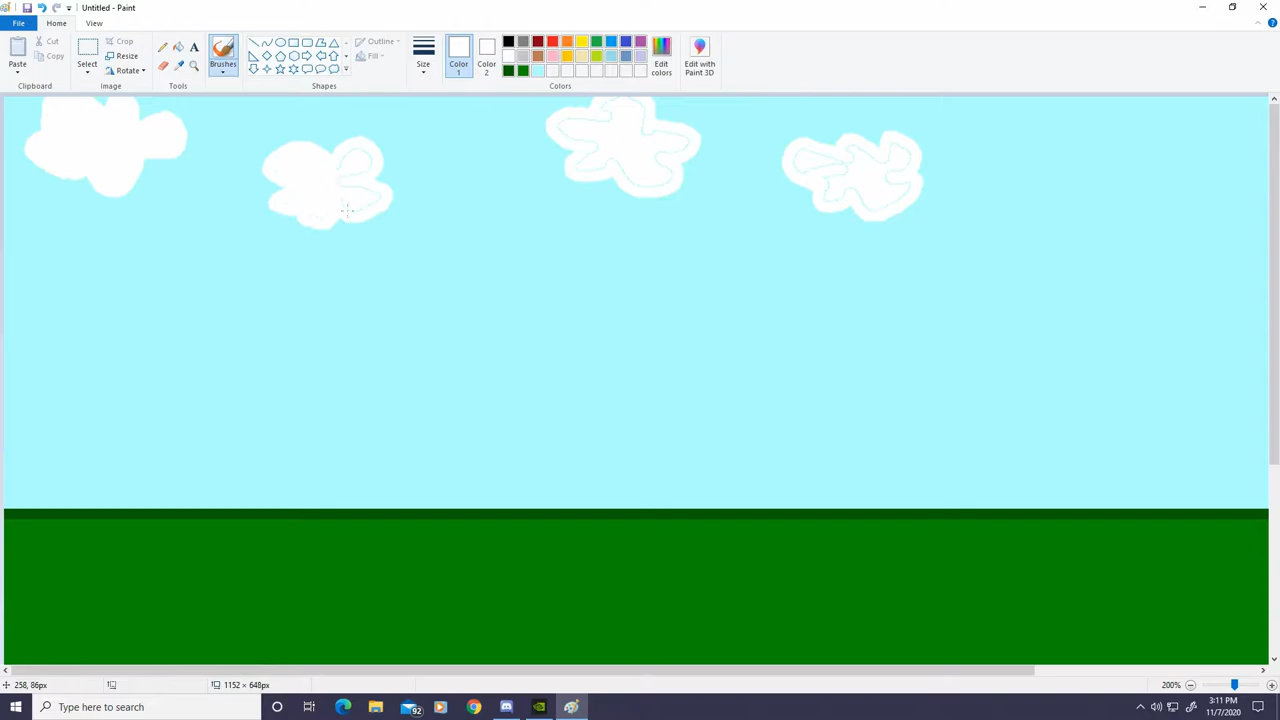 Untitled - Paint
File Home View
Paste
Cut
Copy
Clipboard
Select
Crop
Resize
Rotate
Image
A
Tools
Brushes
Outline
Fill
Shapes
Size
Color 1
Color 2
Edit colors
Colors
Edit with Paint 3D
258, 86px
1152 × 648px
200%
Type here to search
92
3:11 PM
11/7/2020